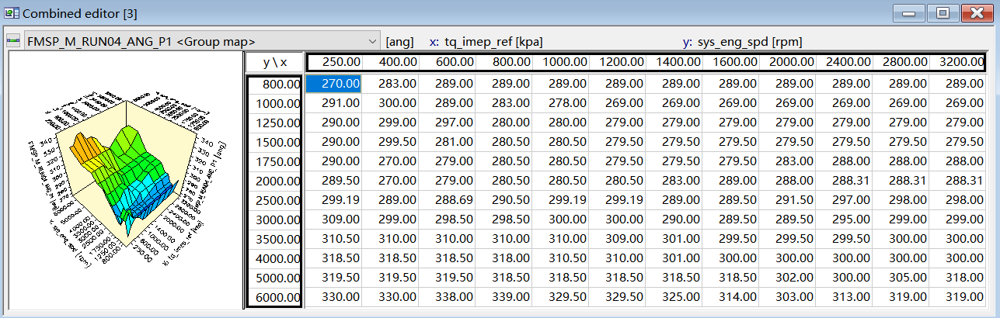 Combined editor [3]
FMSP_M_RUN04_ANG_P1 <Group map> [ang] x: tq_imep_ref [kpa] y: sys_eng_spd [rpm]
y \ x 250.00 400.00 600.00 800.00 1000.00 1200.00 1400.00 1600.00 2000.00 2400.00 2800.00 3200.00
800.00 270.00 283.00 289.00 289.00 289.00 289.00 289.00 289.00 289.00 289.00 289.00 289.00
1000.00 291.00 300.00 289.00 283.00 278.00 269.00 269.00 269.00 269.00 269.00 269.00 269.00
1250.00 290.00 299.00 297.00 280.00 280.00 279.00 279.00 279.00 279.00 279.00 279.00 279.00
1500.00 290.00 299.50 281.00 280.50 280.50 279.50 279.50 279.50 279.50 279.50 279.50 279.50
1750.00 290.00 270.00 279.00 280.50 280.50 279.50 279.50 279.50 283.00 288.00 288.00 288.00
2000.00 289.50 270.00 279.00 280.50 280.50 280.50 283.00 289.00 288.00 288.31 288.31 288.31
2500.00 299.19 289.00 288.69 290.50 299.19 299.19 289.00 289.50 291.50 297.00 298.00 298.00
3000.00 309.00 299.00 298.50 298.50 300.00 300.00 290.00 289.50 289.50 295.00 299.00 299.00
3500.00 310.50 310.00 310.00 310.00 310.00 309.00 301.00 299.50 299.50 299.50 300.00 300.00
4000.00 318.50 318.50 318.50 318.00 310.50 310.00 301.00 300.00 300.00 300.00 300.00 300.00
5000.00 319.50 319.50 319.50 318.50 318.50 318.50 318.50 318.50 302.00 300.00 305.00 318.00
6000.00 330.00 330.00 338.00 339.00 329.50 329.50 325.00 314.00 303.00 313.00 319.00 319.00